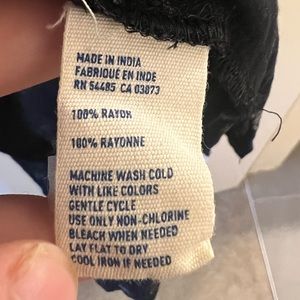 MADE IN INDIA
FABRIQUE EN INDE
RN 54485 CA 03873
100% RAYON
100% RAYONNE
MACHINE WASH COLD
WITH LIKE COLORS
GENTLE CYCLE
USE ONLY NON-CHLORINE
BLEACH WHEN NEEDED
LAY FLAT TO DRY
COOL IRON IF NEEDED